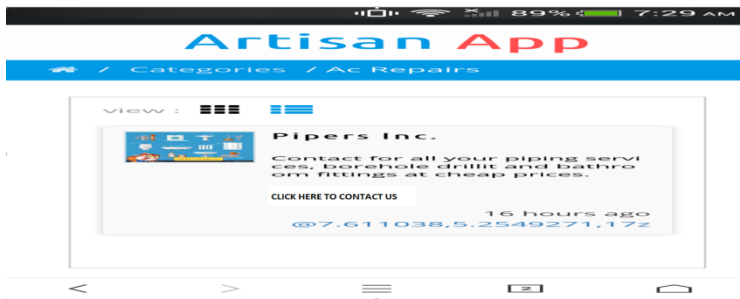 89% 7:29 AM
Artisan App
/ Categories / Ac Repairs
view :
Pipers Inc.
Contact for all your piping servi
ces, borehole drillit and bathro
om fittings at cheap prices.
CLICK HERE TO CONTACT US
16 hours ago
@7.611038,5.2549271,17z
2